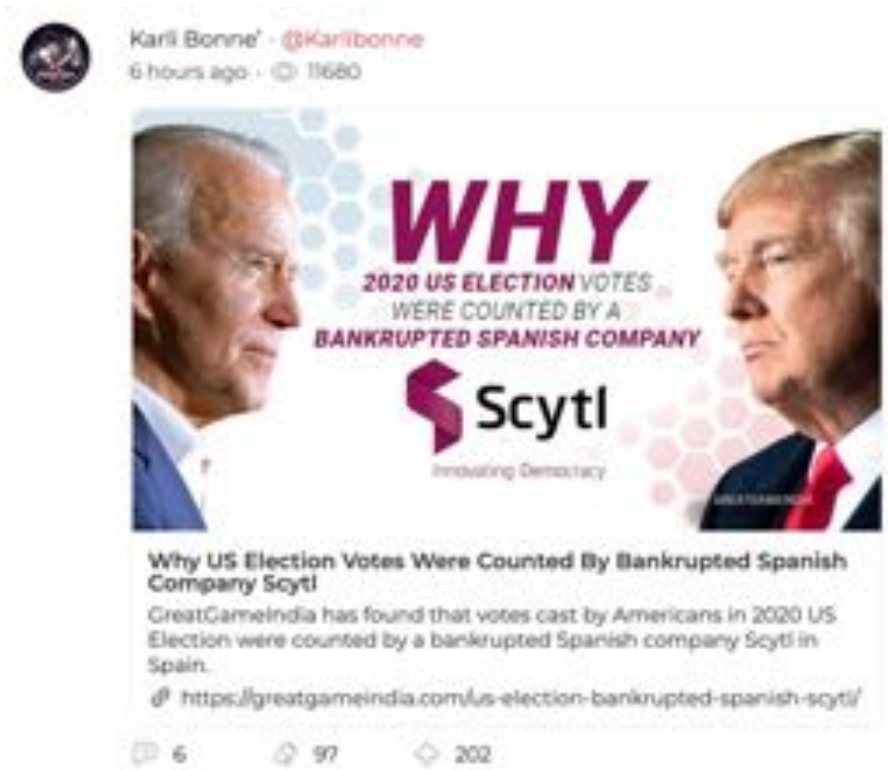 Karli Bonne' · @Karlibonne
6 hours ago · 11680
WHY
2020 US ELECTION VOTES
WERE COUNTED BY A
BANKRUPTED SPANISH COMPANY
Scytl
Innovating Democracy
GREATGAMEINDIA
Why US Election Votes Were Counted By Bankrupted Spanish
Company Scytl
GreatGameIndia has found that votes cast by Americans in 2020 US
Election were counted by a bankrupted Spanish company Scytl in
Spain.
https://greatgameindia.com/us-election-bankrupted-spanish-scytl/
6 97 202